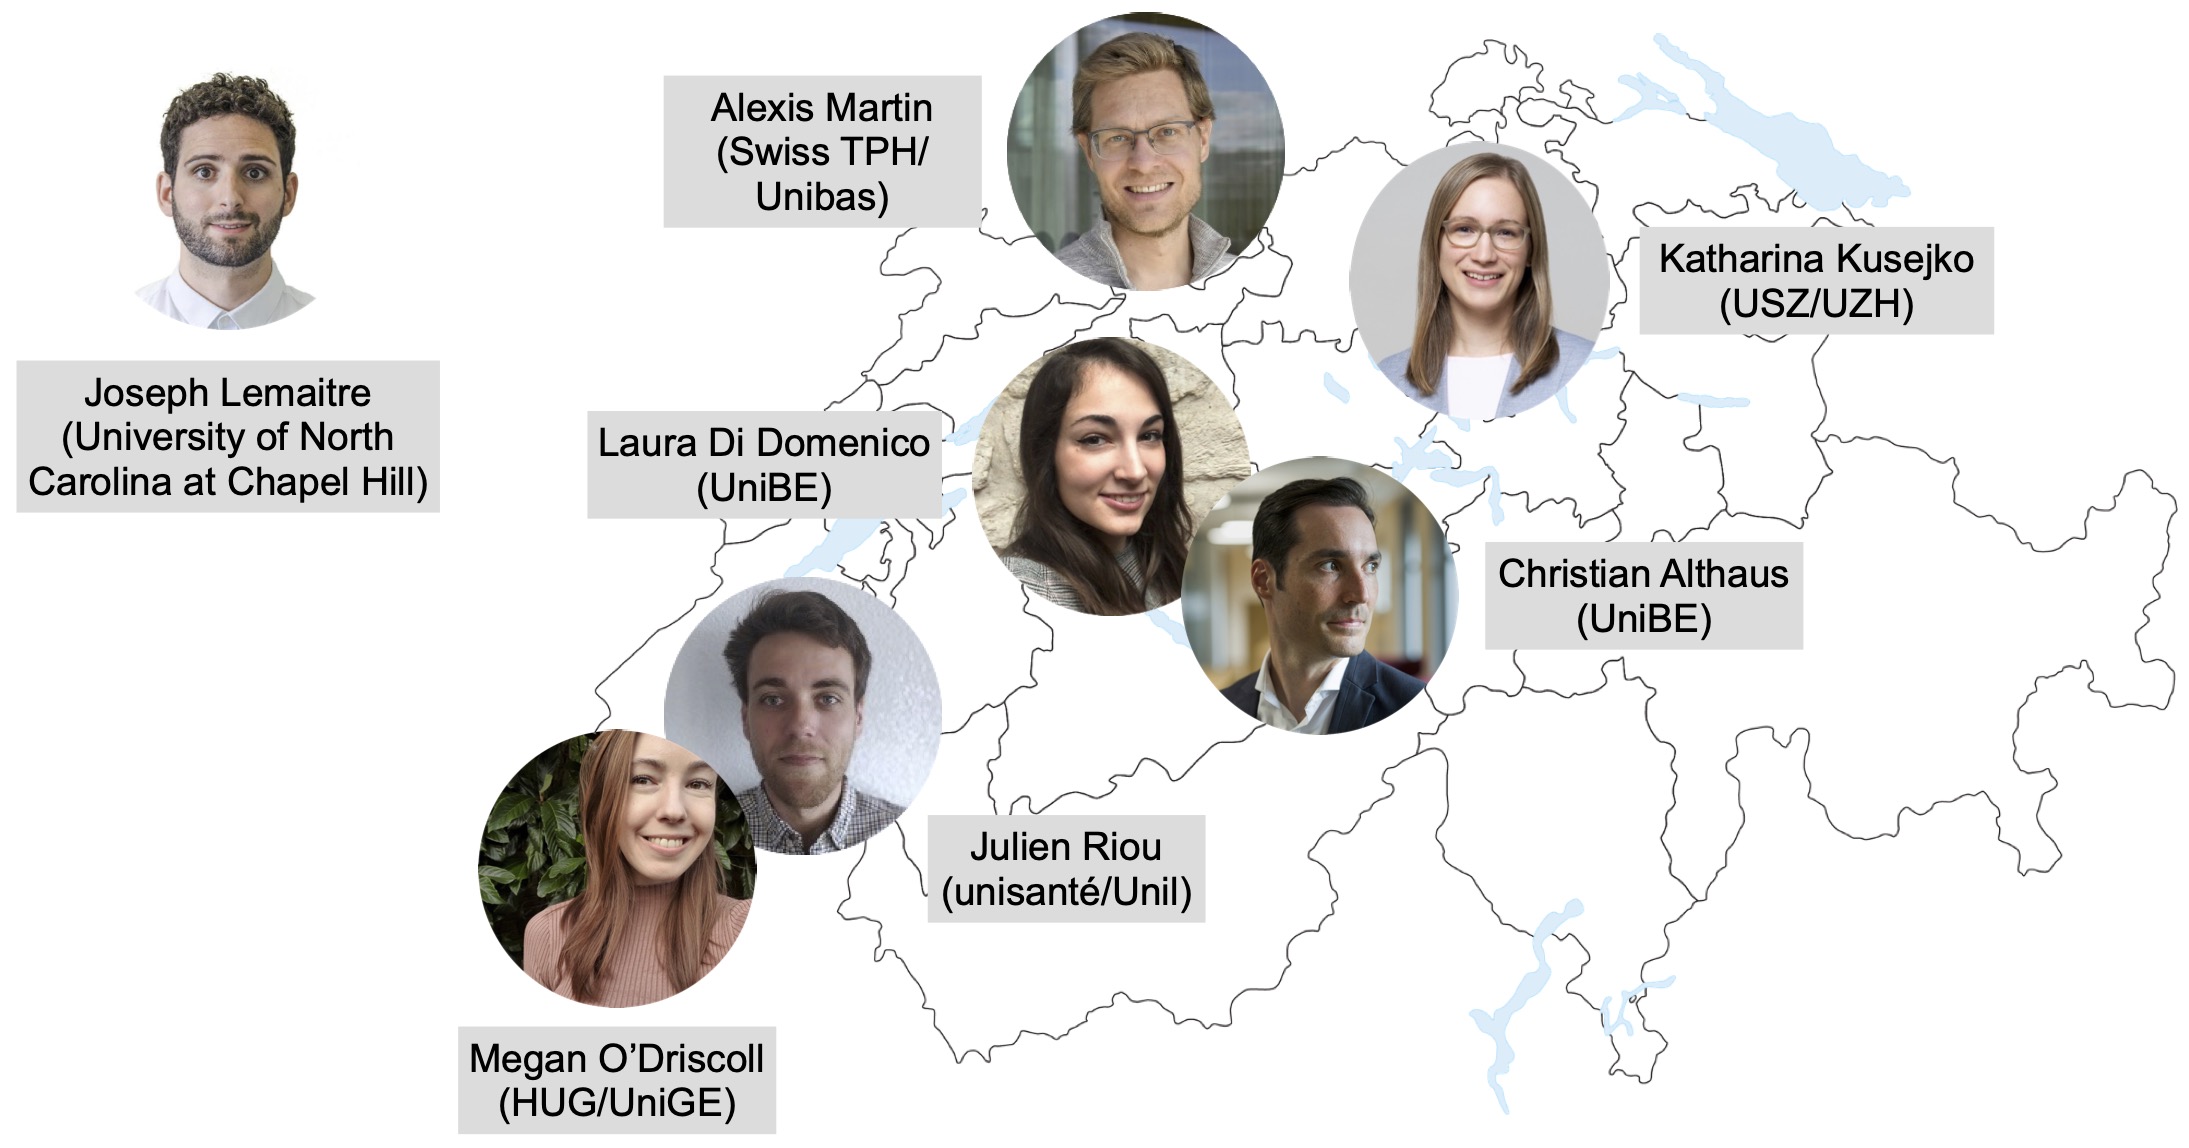 Alexis Martin
(Swiss TPH/
Unibas)
Katharina Kusejko
(USZ/UZH)
Joseph Lemaitre
(University of North
Carolina at Chapel Hill)
Laura Di Domenico
(UniBE)
Christian Althaus
(UniBE)
Julien Riou
(unisanté/Unil)
Megan O’Driscoll
(HUG/UniGE)